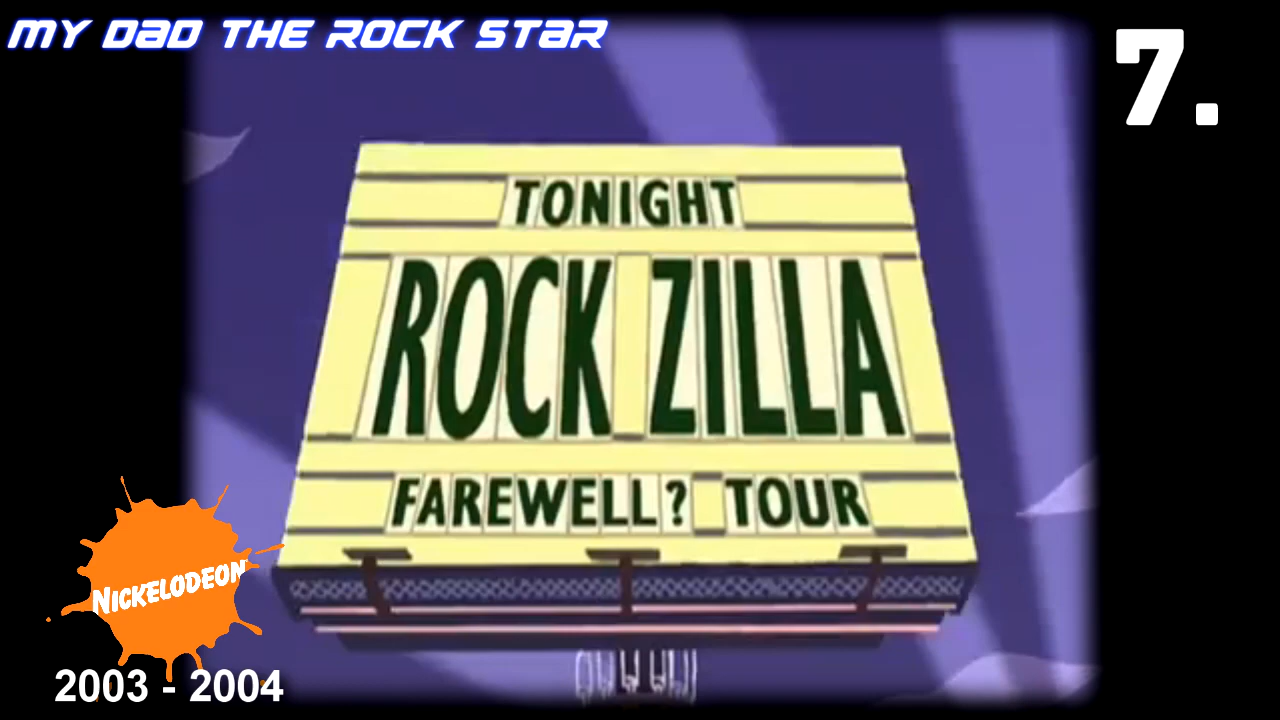 MY DAD THE ROCK STAR
7.
TONIGHT
ROCK ZILLA
FAREWELL? TOUR
NICKELODEON
2003 - 2004